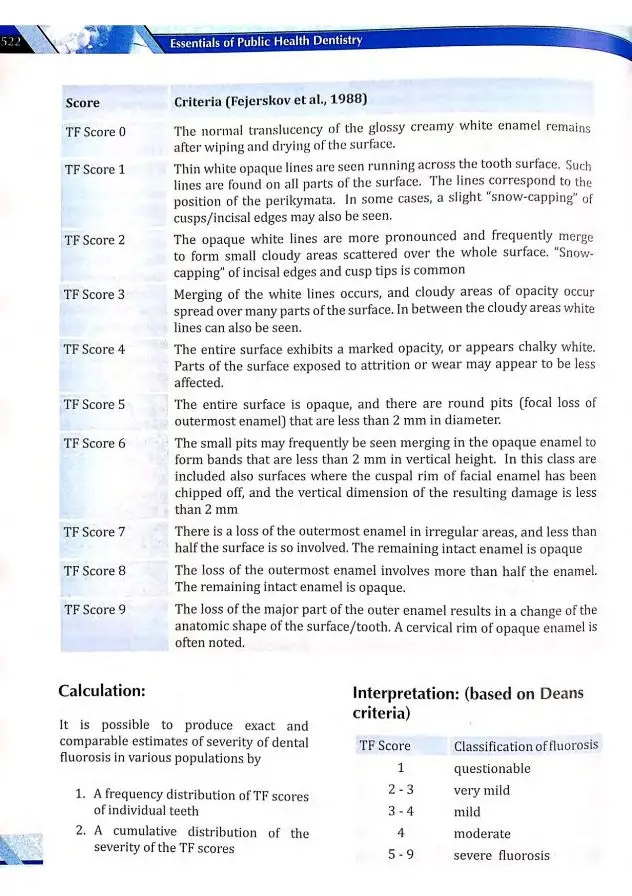 522
Essentials of Public Health Dentistry
Score Criteria (Fejerskov et al., 1988)
TF Score 0 The normal translucency of the glossy creamy white enamel remains
after wiping and drying of the surface.
TF Score 1 Thin white opaque lines are seen running across the tooth surface. Such
lines are found on all parts of the surface. The lines correspond to the
position of the perikymata. In some cases, a slight "snow-capping" of
cusps/incisal edges may also be seen.
TF Score 2 The opaque white lines are more pronounced and frequently merge
to form small cloudy areas scattered over the whole surface. "Snow-
capping" of incisal edges and cusp tips is common
TF Score 3 Merging of the white lines occurs, and cloudy areas of opacity occur
spread over many parts of the surface. In between the cloudy areas white
lines can also be seen.
TF Score 4 The entire surface exhibits a marked opacity, or appears chalky white.
Parts of the surface exposed to attrition or wear may appear to be less
affected.
TF Score 5 The entire surface is opaque, and there are round pits (focal loss of
outermost enamel) that are less than 2 mm in diameter.
TF Score 6 The small pits may frequently be seen merging in the opaque enamel to
form bands that are less than 2 mm in vertical height. In this class are
included also surfaces where the cuspal rim of facial enamel has been
chipped off, and the vertical dimension of the resulting damage is less
than 2 mm
TF Score 7 There is a loss of the outermost enamel in irregular areas, and less than
half the surface is so involved. The remaining intact enamel is opaque
TF Score 8 The loss of the outermost enamel involves more than half the enamel.
The remaining intact enamel is opaque.
TF Score 9 The loss of the major part of the outer enamel results in a change of the
anatomic shape of the surface/tooth. A cervical rim of opaque enamel is
often noted.
Calculation:
It is possible to produce exact and
comparable estimates of severity of dental
fluorosis in various populations by
1. A frequency distribution of TF scores
of individual teeth
2. A cumulative distribution of the
severity of the TF scores
Interpretation: (based on Deans
criteria)
TF Score Classification of fluorosis
1 questionable
2 - 3 very mild
3 - 4 mild
4 moderate
5 - 9 severe fluorosis